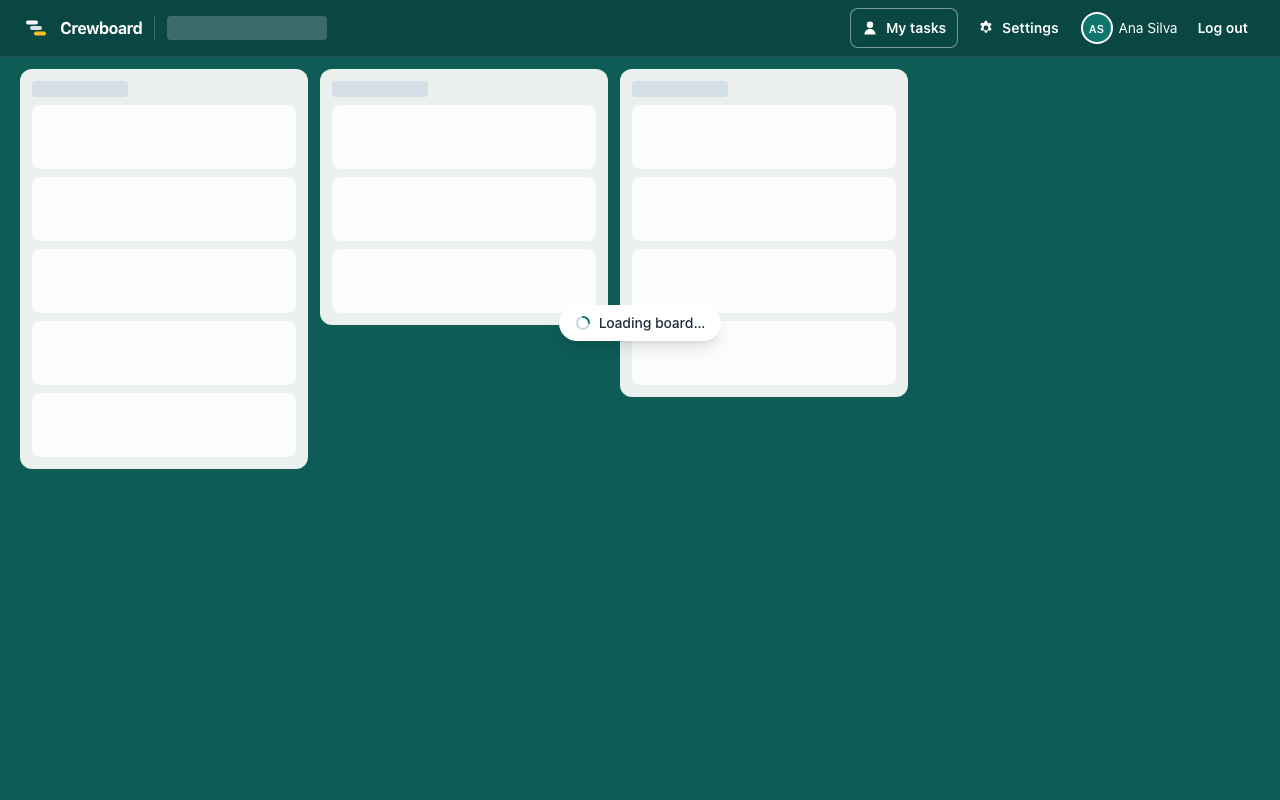 Crewboard
My tasks
Settings
AS
Ana Silva
Log out
Loading board...